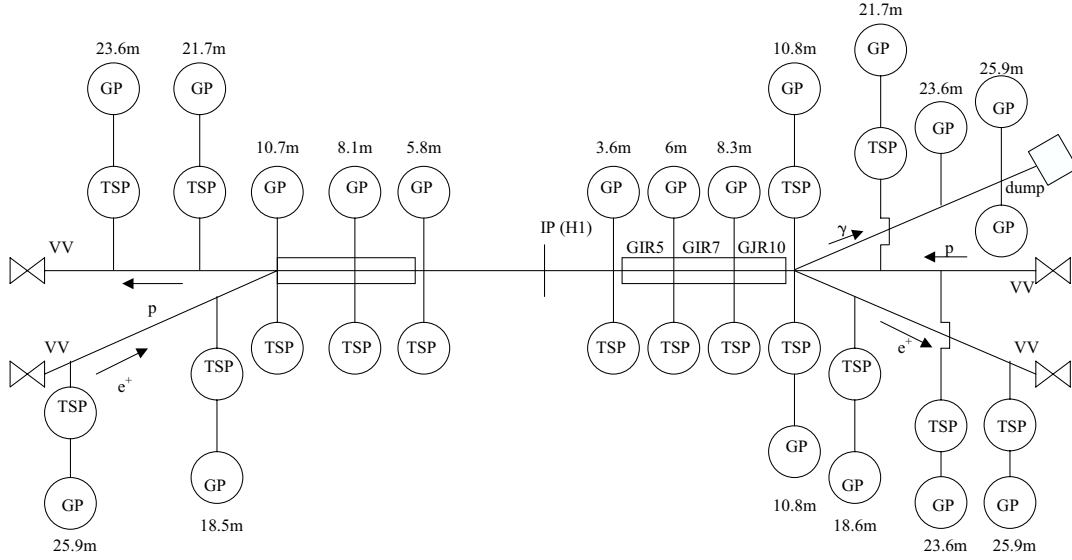 21.7m
23.6m 21.7m 10.8m 25.9m
GP GP GP GP
23.6m
GP GP
10.7m 8.1m 5.8m 3.6m 6m 8.3m TSP
TSP TSP GP GP GP GP GP GP TSP dump
IP (H1) γ GP
VV GIR5 GIR7 GJR10 p
p VV
VV TSP TSP TSP TSP TSP TSP TSP e+ VV
e+ TSP TSP
TSP TSP TSP
GP
GP GP GP GP GP
10.8m
25.9m 18.5m 18.6m 23.6m 25.9m